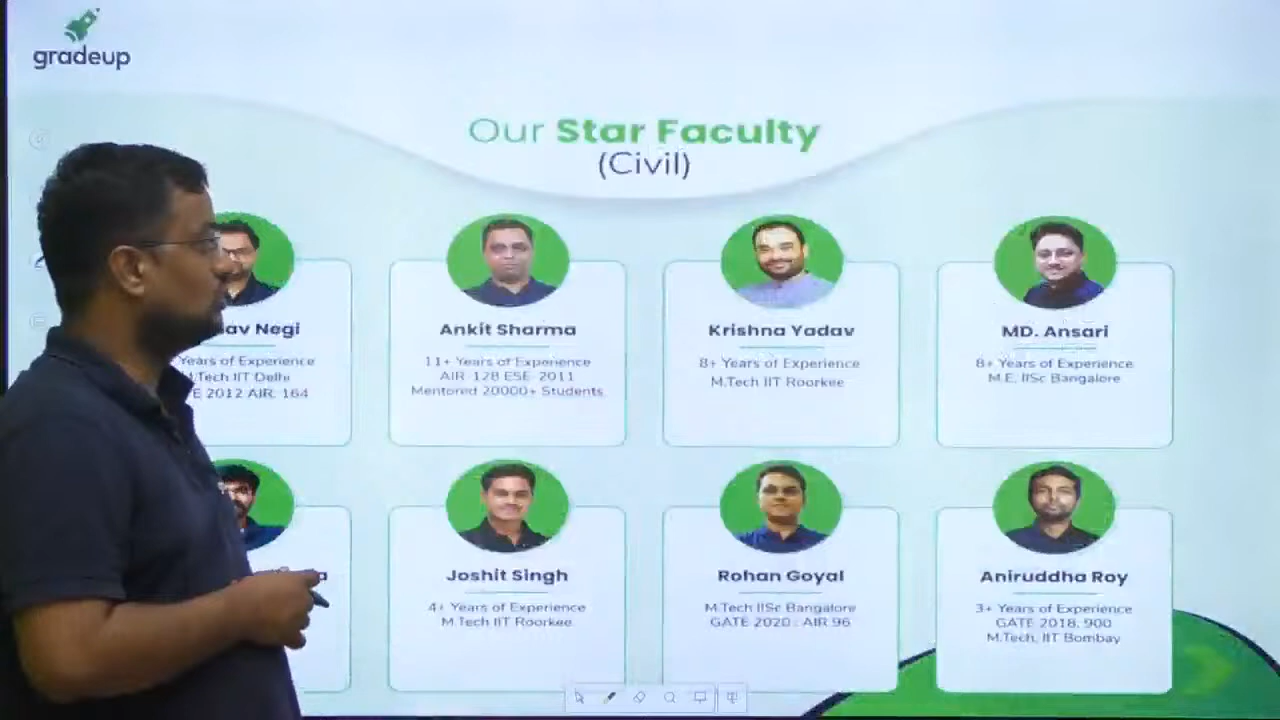 gradeup
Our Star Faculty
(Civil)
Negi
Years of Experience
IIT Delhi
2012 AIR. 164
Ankit Sharma
11+ Years of Experience
AIR 128 ESE 2011
Mentored 20000+ Students
Krishna Yadav
8+ Years of Experience
M.Tech IIT Roorkee
MD. Ansari
8+ Years of Experience
M.E, IISc Bangalore
Joshit Singh
4+ Years of Experience
M.Tech IIT Roorkee
Rohan Goyal
M.Tech IISc Bangalore
GATE 2020 : AIR 96
Aniruddha Roy
3+ Years of Experience
GATE 2018, 900
M.Tech, IIT Bombay